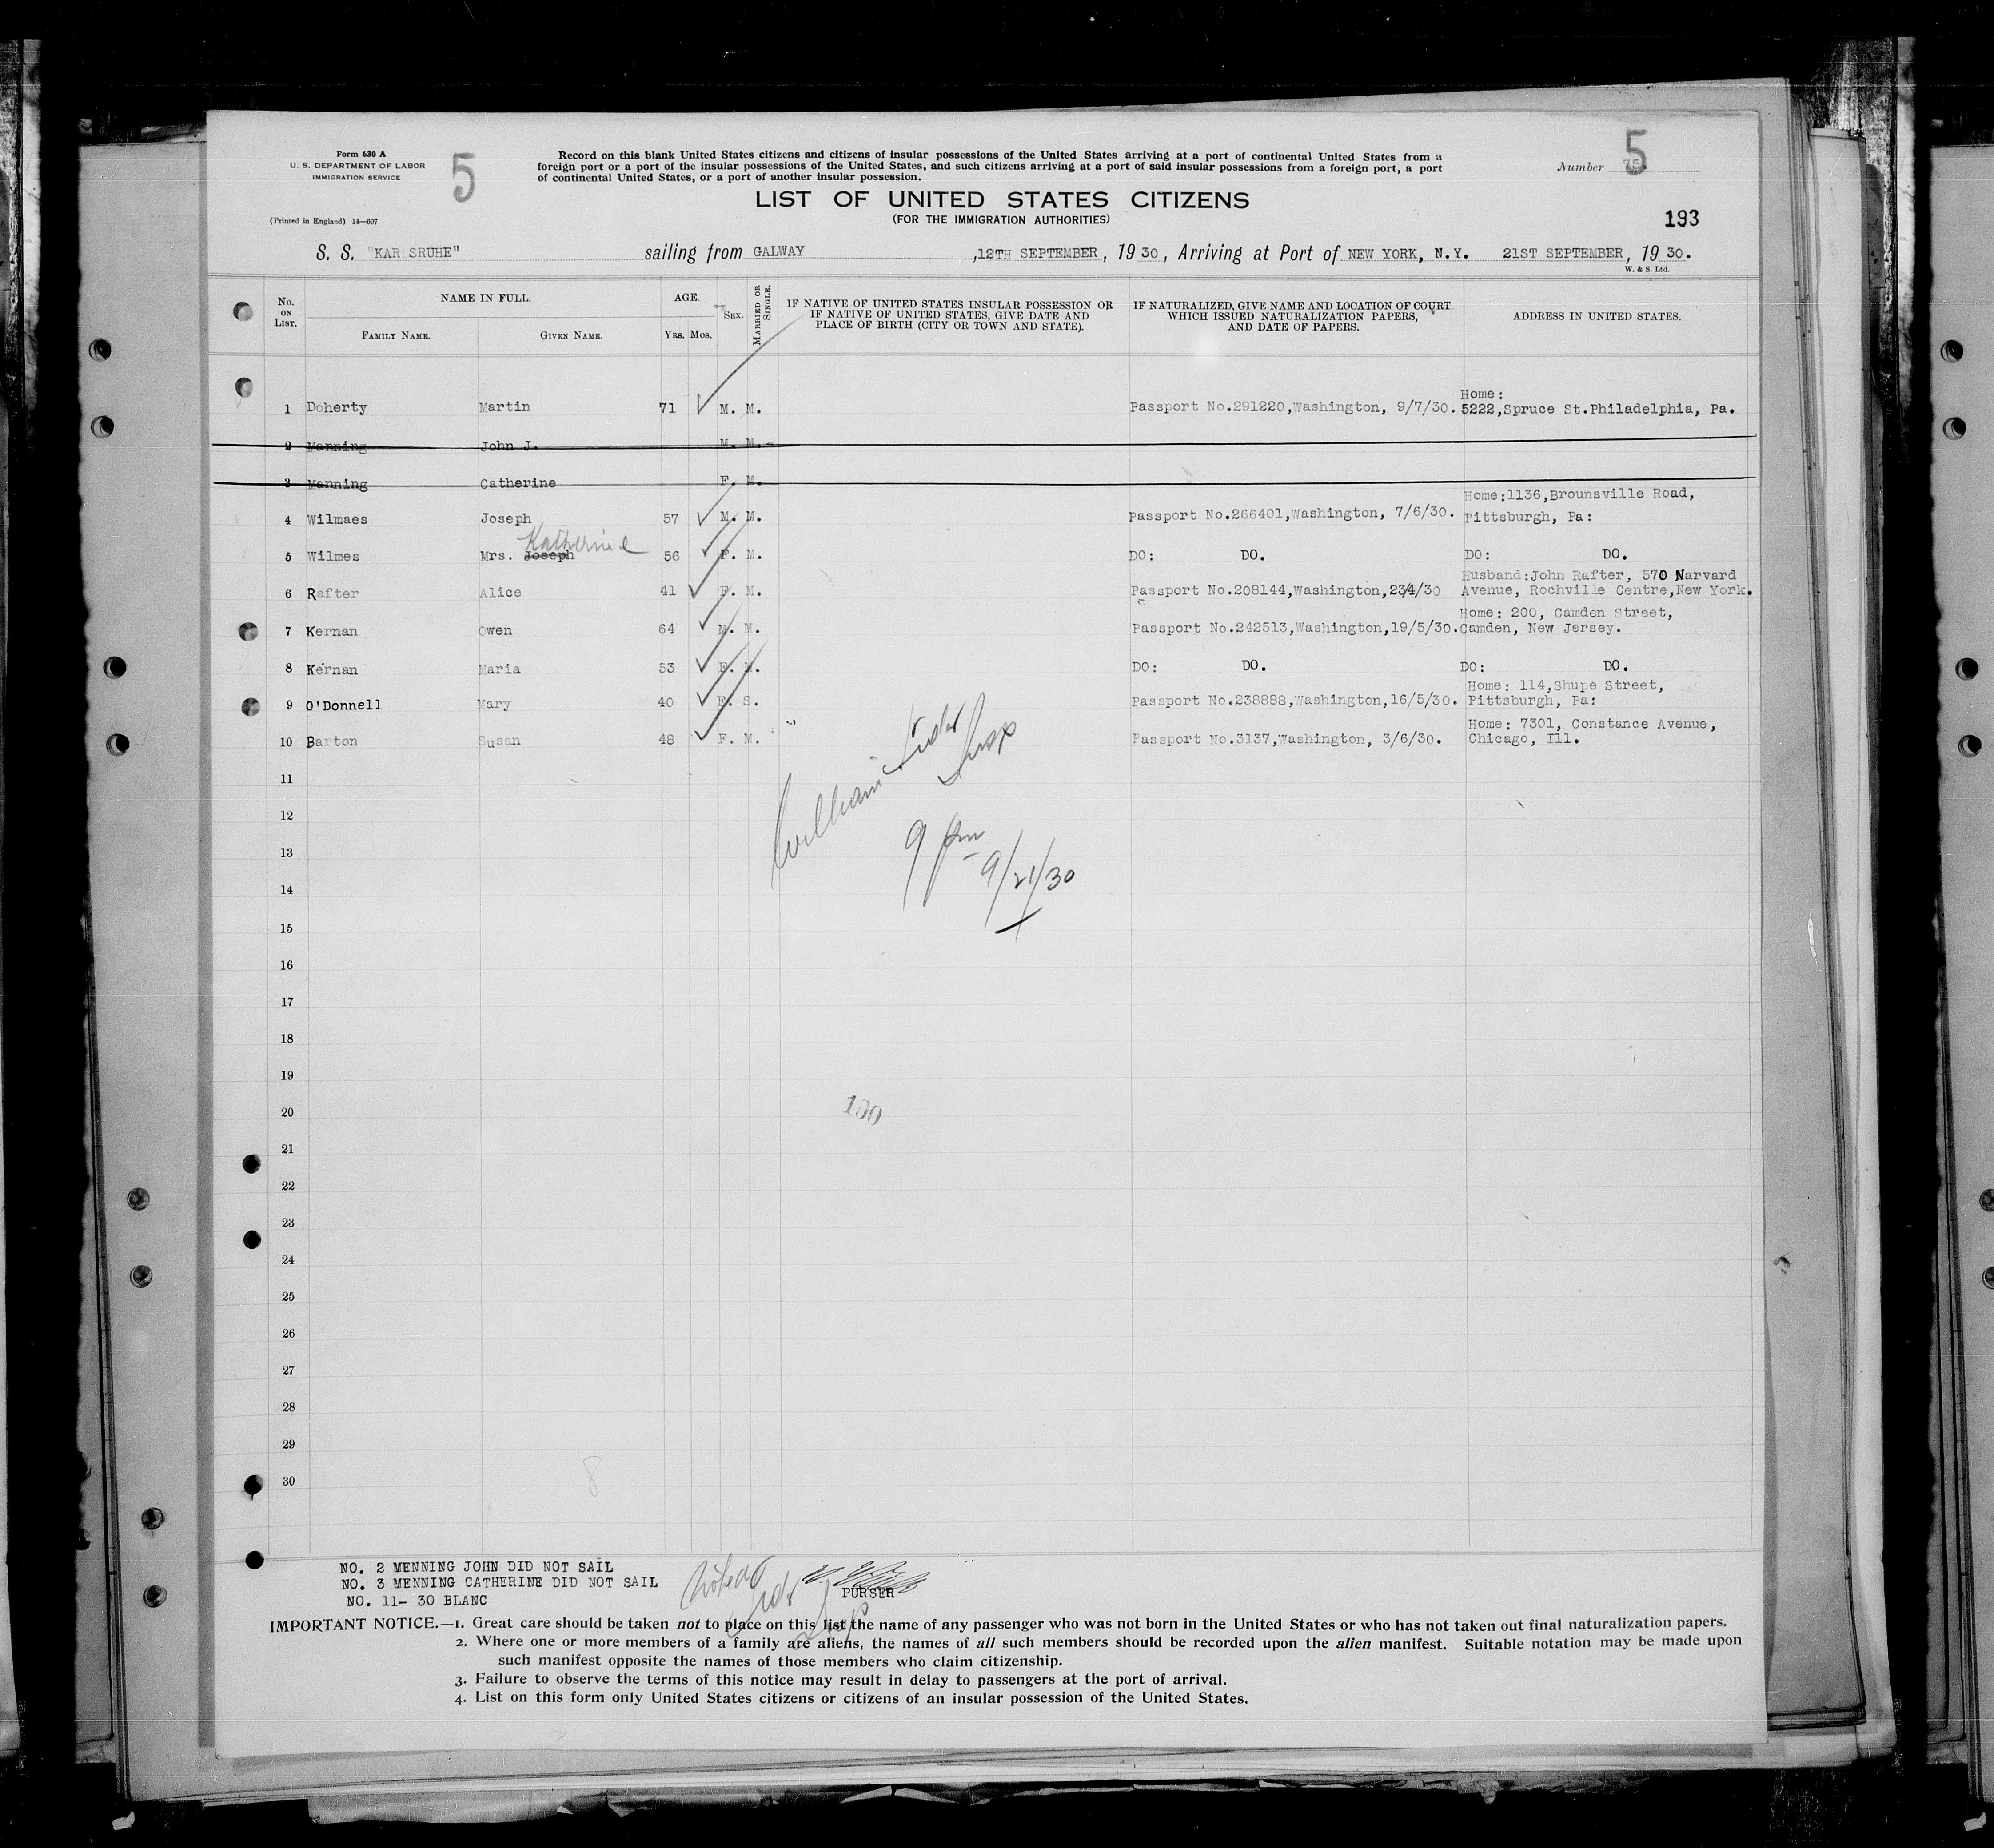 Form 630 A
U. S. DEPARTMENT OF LABOR
IMMIGRATION SERVICE
5
Record on this blank United States citizens and citizens of insular possessions of the United States arriving at a port of continental United States from a
foreign port or a port of the insular possessions of the United States, and such citizens arriving at a port of said insular possessions from a foreign port, a port
of continental United States, or a port of another insular possession.
Number 5
LIST OF UNITED STATES CITIZENS
(FOR THE IMMIGRATION AUTHORITIES)
(Printed in England) 14—607
193
S. S. "KARLSRUHE" sailing from GALWAY ,12TH SEPTEMBER, 19 30, Arriving at Port of NEW YORK, N.Y. 21ST SEPTEMBER, 19 30.
W. & S. Ltd.
No. ON LIST. NAME IN FULL. AGE. SEX. MARRIED OR SINGLE. IF NATIVE OF UNITED STATES INSULAR POSSESSION OR IF NATIVE OF UNITED STATES, GIVE DATE AND PLACE OF BIRTH (CITY OR TOWN AND STATE). IF NATURALIZED, GIVE NAME AND LOCATION OF COURT WHICH ISSUED NATURALIZATION PAPERS, AND DATE OF PAPERS. ADDRESS IN UNITED STATES.
FAMILY NAME. GIVEN NAME. YRS. MOS.
Home:
1 Doherty Martin 71 M. M. Passport No.291220,Washington, 9/7/30. 5222,Spruce St.Philadelphia, Pa.
2 Manning John J. M. M.
3 Manning Catherine F. M.
Home:1136,Brounsville Road,
4 Wilmaes Joseph 57 M. M. Passport No.266401,Washington, 7/6/30. Pittsburgh, Pa:
Katherine
5 Wilmes Mrs. Joseph 56 F. M. DO: DO. DO: DO.
Husband:John Rafter, 570 Narvard
6 Rafter Alice 41 F. M. Passport No.208144,Washington,23/4/30 Avenue, Rochville Centre,New York.
Home: 200, Camden Street,
7 Kernan Owen 64 M. M. Passport No.242513,Washington,19/5/30. Camden, New Jersey.
8 Kernan Maria 53 F. M. DO: DO. DO: DO.
Home: 114,Shupe Street,
9 O'Donnell Mary 40 F. S. Passport No.238888,Washington,16/5/30. Pittsburgh, Pa:
Home: 7301, Constance Avenue,
10 Barton Susan 48 F. M. Passport No.3137,Washington, 3/6/30. Chicago, Ill.
William
Insp
9 pm
9/21/30
11
12
13
14
15
16
17
18
19
20
100
21
22
23
24
25
26
27
28
29
30
8
NO. 2 MENNING JOHN DID NOT SAIL
NO. 3 MENNING CATHERINE DID NOT SAIL
NO. 11- 30 BLANC
Noted
PURSER
IMPORTANT NOTICE.—1. Great care should be taken not to place on this list the name of any passenger who was not born in the United States or who has not taken out final naturalization papers.
2. Where one or more members of a family are aliens, the names of all such members should be recorded upon the alien manifest. Suitable notation may be made upon
such manifest opposite the names of those members who claim citizenship.
3. Failure to observe the terms of this notice may result in delay to passengers at the port of arrival.
4. List on this form only United States citizens or citizens of an insular possession of the United States.